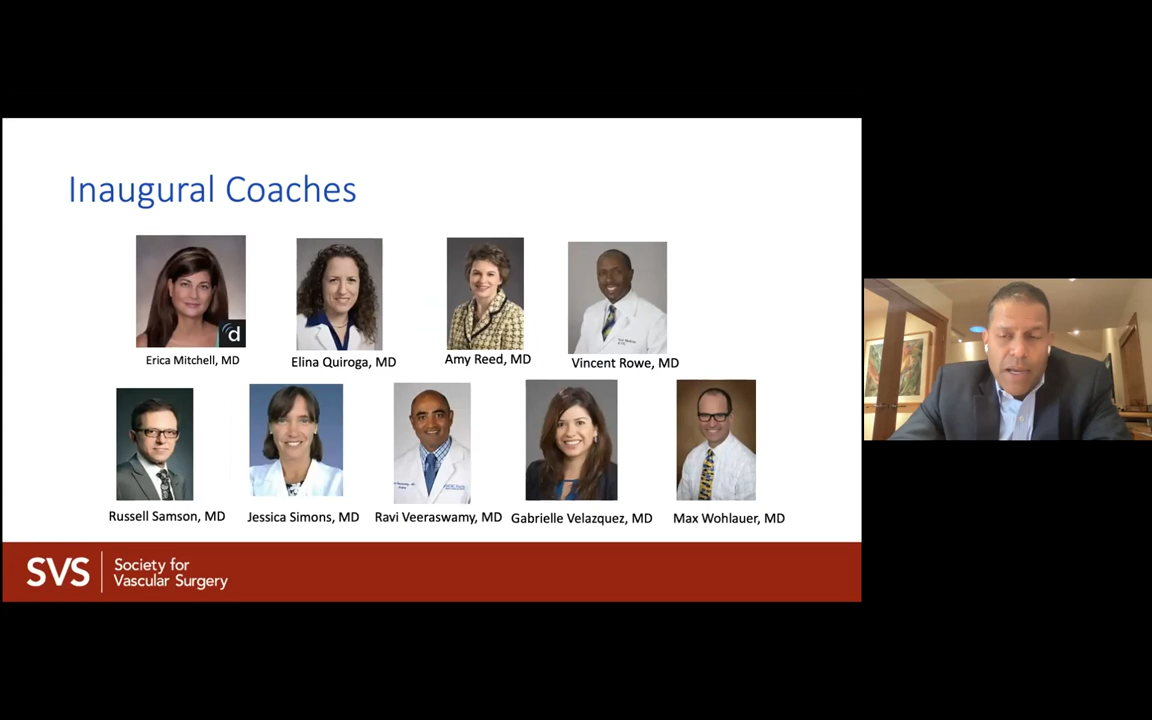 Inaugural Coaches
d
Erica Mitchell, MD
Elina Quiroga, MD
Amy Reed, MD
Vincent Rowe, MD
Russell Samson, MD
Jessica Simons, MD
Ravi Veeraswamy, MD
Gabrielle Velazquez, MD
Max Wohlauer, MD
SVS
Society for
Vascular Surgery